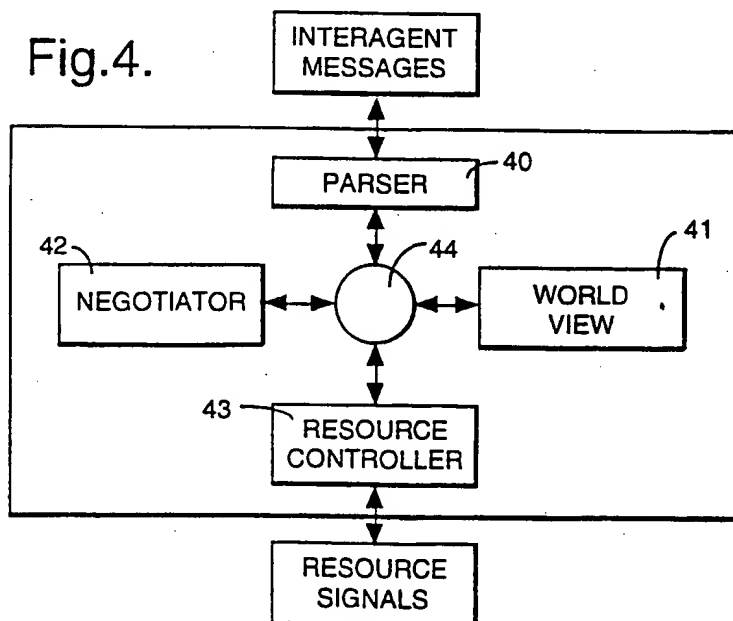 Fig.4.
INTERAGENT
MESSAGES
PARSER
40
42
44
41
NEGOTIATOR
WORLD
VIEW
43
RESOURCE
CONTROLLER
RESOURCE
SIGNALS